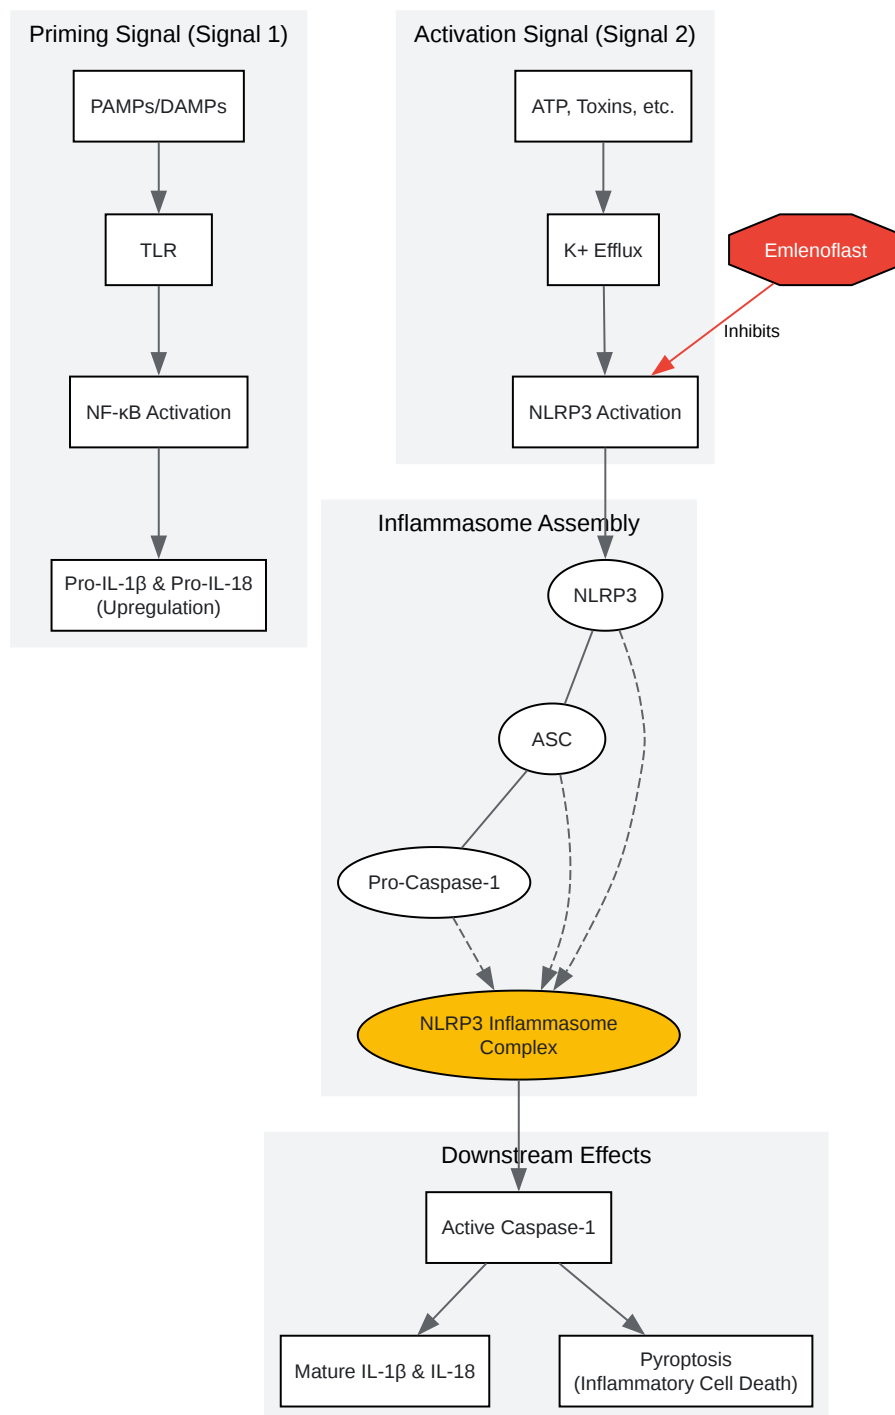 Priming Signal (Signal 1)
PAMPs/DAMPs
TLR
NF-κB Activation
Pro-IL-1β & Pro-IL-18
(Upregulation)
Activation Signal (Signal 2)
ATP, Toxins, etc.
K+ Efflux
Emlenoflast
Inhibits
NLRP3 Activation
Inflammasome Assembly
NLRP3
ASC
Pro-Caspase-1
NLRP3 Inflammasome
Complex
Downstream Effects
Active Caspase-1
Mature IL-1β & IL-18
Pyroptosis
(Inflammatory Cell Death)